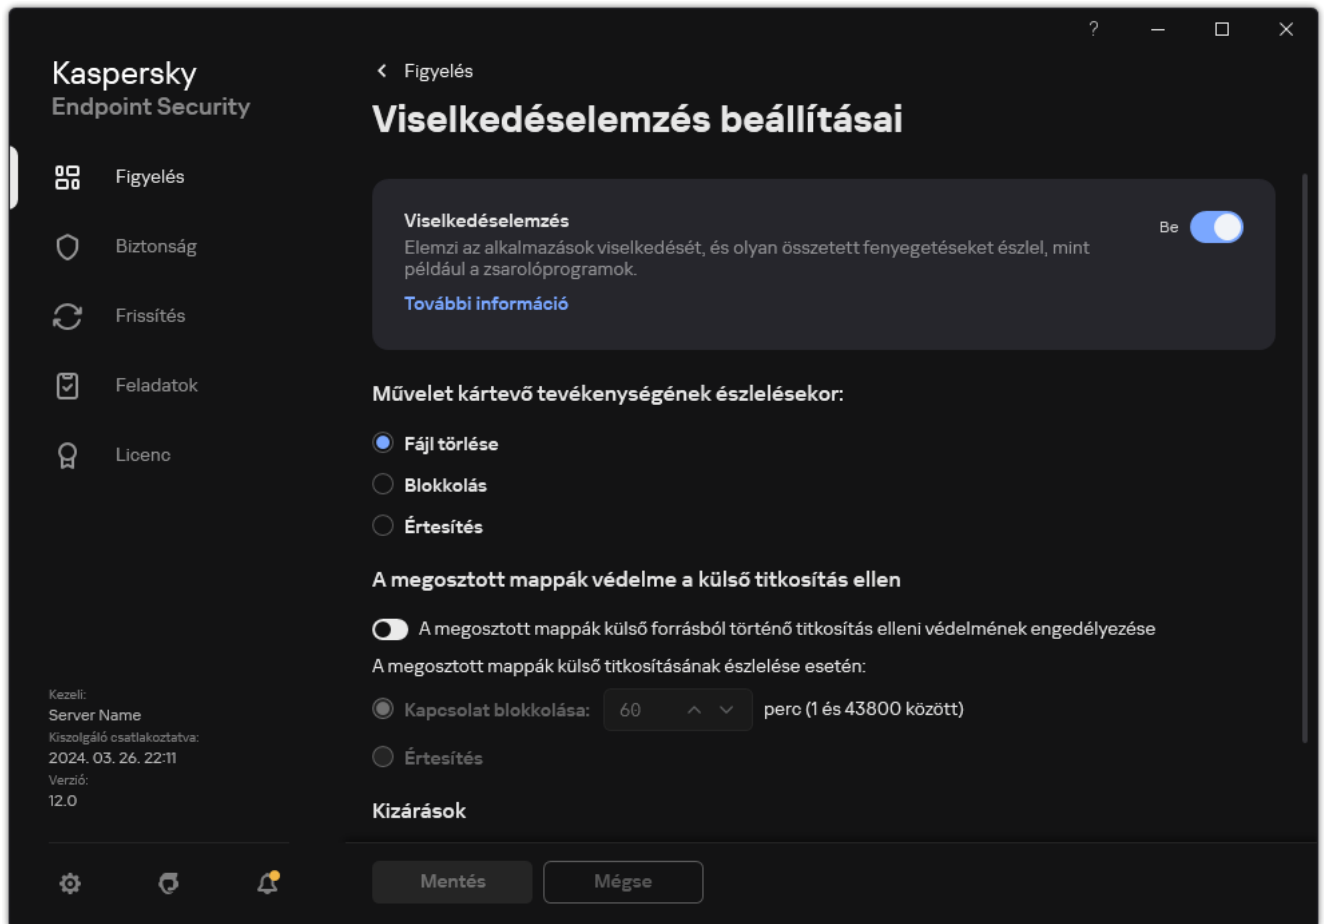 ?
Kaspersky
Endpoint Security
Figyelés
Biztonság
Frissítés
Feladatok
Licenc
Kezeli:
Server Name
Kiszolgáló csatlakoztatva:
2024. 03. 26. 22:11
Verzió:
12.0
Figyelés
Viselkedéselemzés beállításai
Viselkedéselemzés
Be
Elemzi az alkalmazások viselkedését, és olyan összetett fenyegetéseket észlel, mint
például a zsarolóprogramok.
További információ
Művelet kártevő tevékenységének észlelésekor:
Fájl törlése
Blokkolás
Értesítés
A megosztott mappák védelme a külső titkosítás ellen
A megosztott mappák külső forrásból történő titkosítás elleni védelmének engedélyezése
A megosztott mappák külső titkosításának észlelése esetén:
Kapcsolat blokkolása: 60 perc (1 és 43800 között)
Értesítés
Kizárások
Mentés Mégse